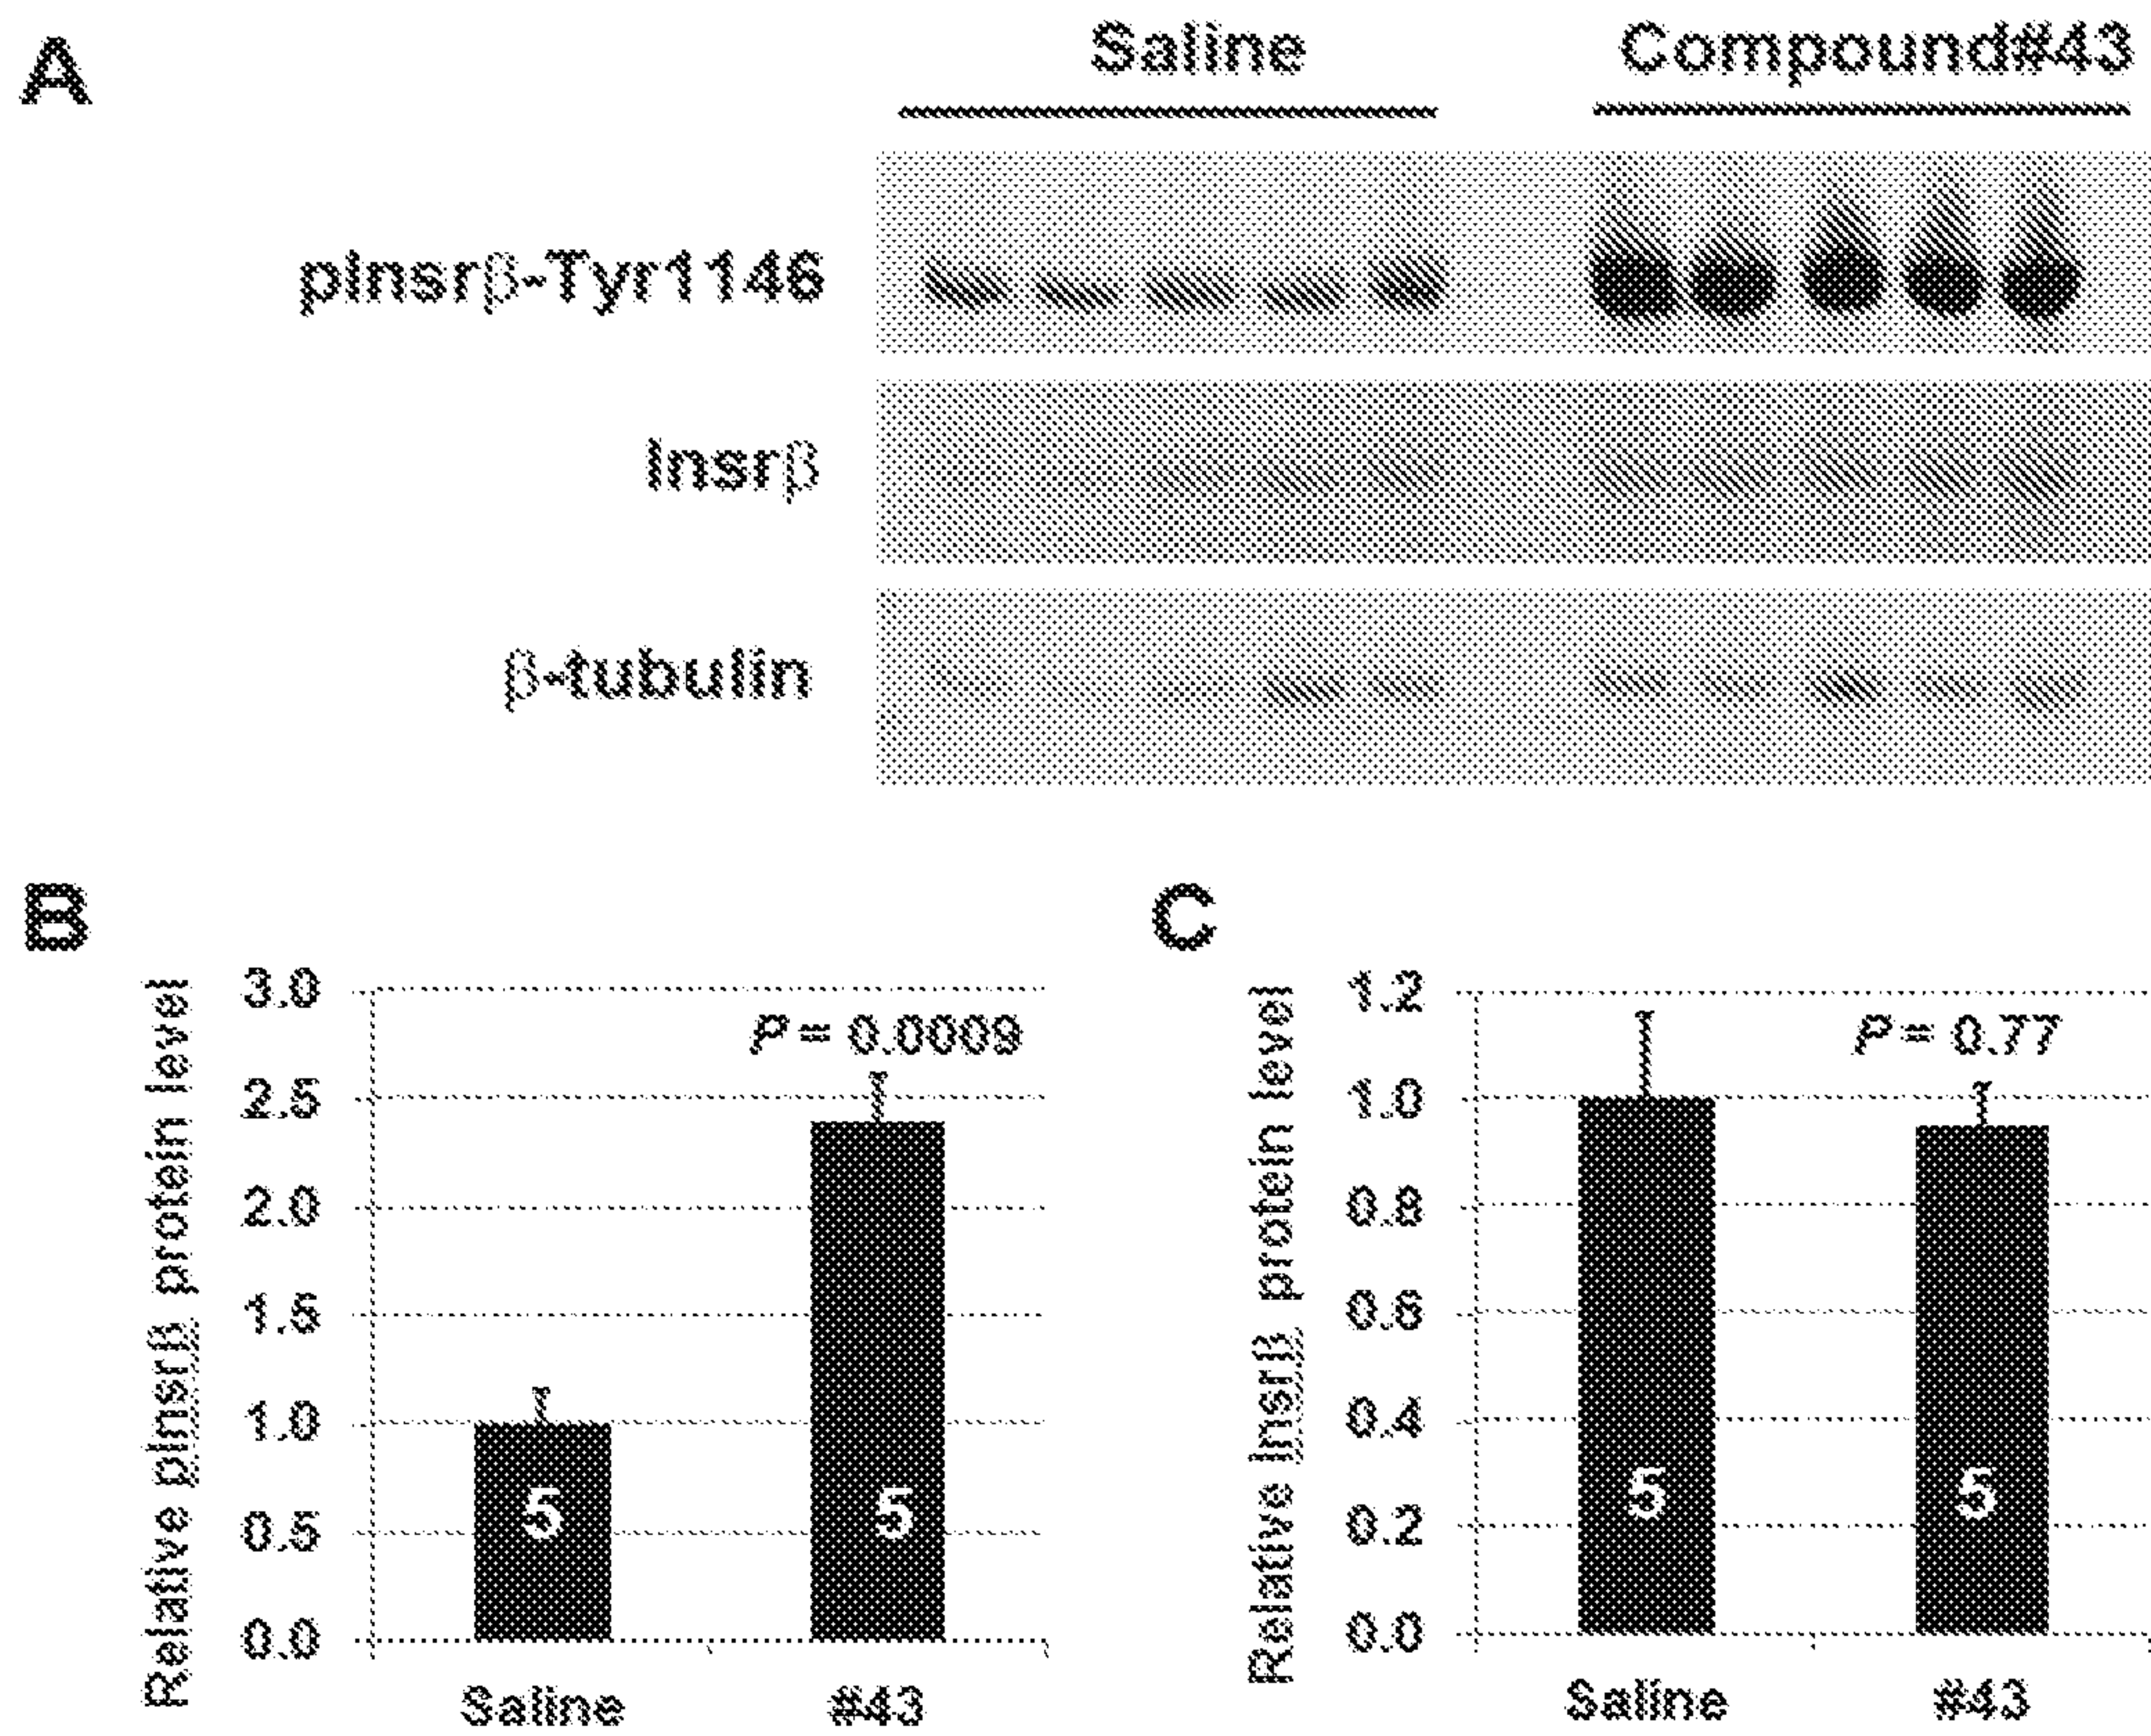 A
Saline Compound#43
pInsrβ-Tyr1146
Insrβ
β-tubulin
B
Relative pInsrβ protein level
3.0
2.5
2.0
1.5
1.0
0.5
0.0
P = 0.0009
5
5
Saline #43
C
Relative Insrβ protein level
1.2
1.0
0.8
0.6
0.4
0.2
0.0
P = 0.77
5
5
Saline #43